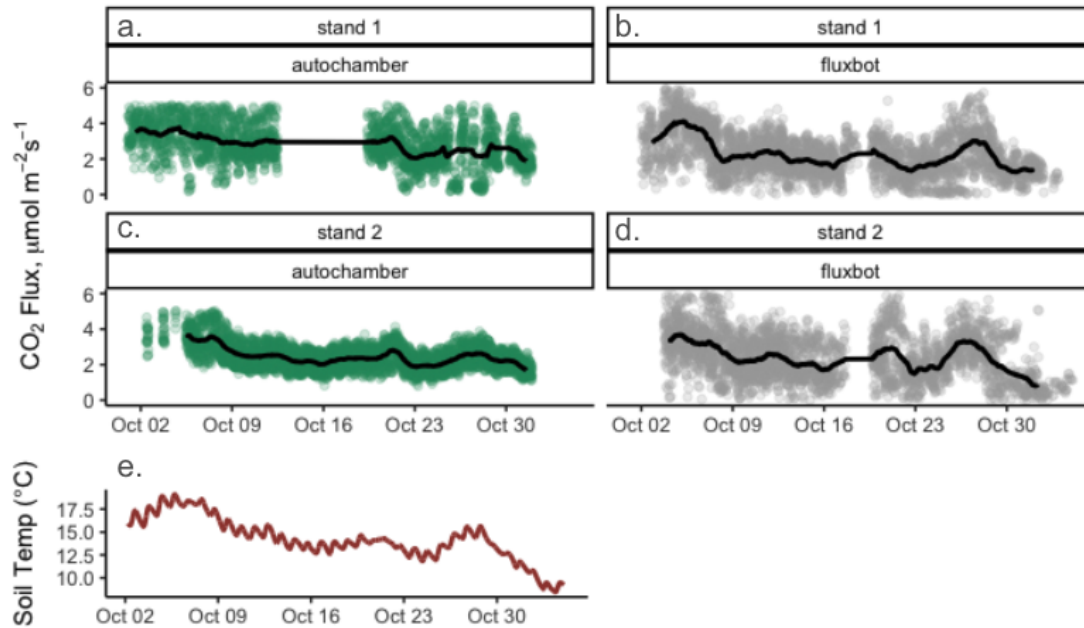 a.
stand 1
autochamber
b.
stand 1
fluxbot
6
4
2
0
c.
stand 2
autochamber
d.
stand 2
fluxbot
6
4
2
0
CO₂ Flux, μmol m⁻²s⁻¹
Oct 02 Oct 09 Oct 16 Oct 23 Oct 30
Oct 02 Oct 09 Oct 16 Oct 23 Oct 30
e.
Soil Temp (°C)
17.5
15.0
12.5
10.0
Oct 02 Oct 09 Oct 16 Oct 23 Oct 30